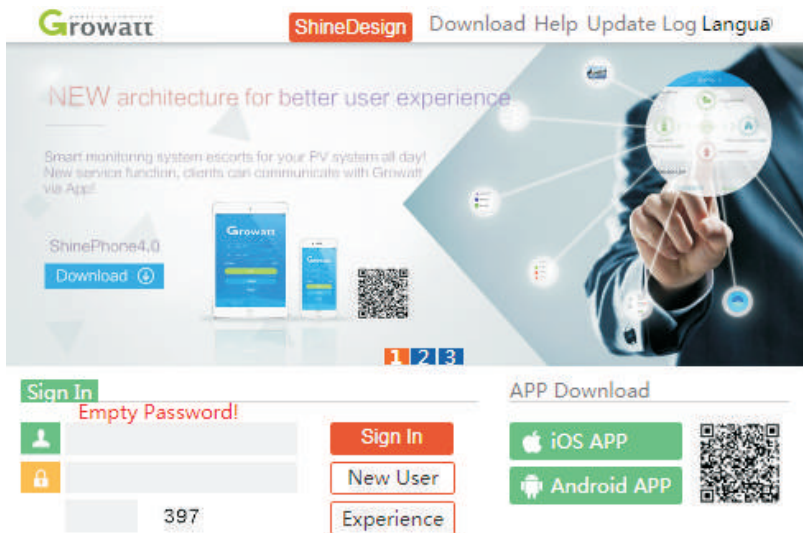 Growatt
ShineDesign Download Help Update Log Langua
NEW architecture for better user experience
Smart monitoring system escorts for your PV system all day!
New service function, clients can communicate with Growatt
via App!
Growatt
Growatt
ShinePhone4.0
Download
1 2 3
Sign In
APP Download
Empty Password!
Sign In
iOS APP
New User
Android APP
397
Experience